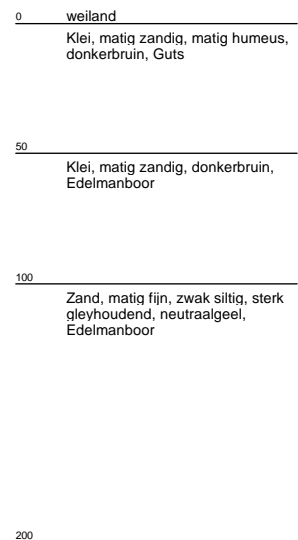 0 weiland
Klei, matig zandig, matig humeus,
donkerbruin, Guts
50
Klei, matig zandig, donkerbruin,
Edelmanboor
100
Zand, matig fijn, zwak siltig, sterk
gleyhoudend, neutraalgeel,
Edelmanboor
200